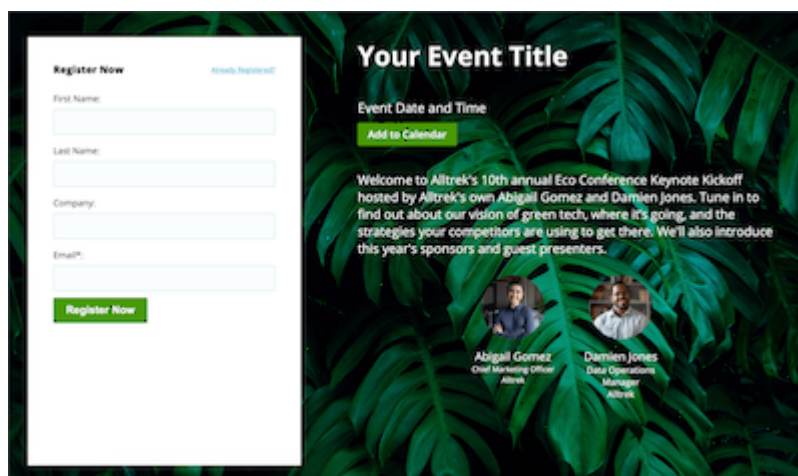 Register Now
Already Registered?
First Name:
Last Name:
Company:
Email*:
Register Now
Your Event Title
Event Date and Time
Add to Calendar
Welcome to Alltrek's 10th annual Eco Conference Keynote Kickoff
hosted by Alltrek's own Abigail Gomez and Damien Jones. Tune in to
find out about our vision of green tech, where it's going, and the
strategies your competitors are using to get there. We'll also introduce
this year's sponsors and guest presenters.
Abigail Gomez
Chief Marketing Officer
Alltrek
Damien Jones
Data Operations
Manager
Alltrek